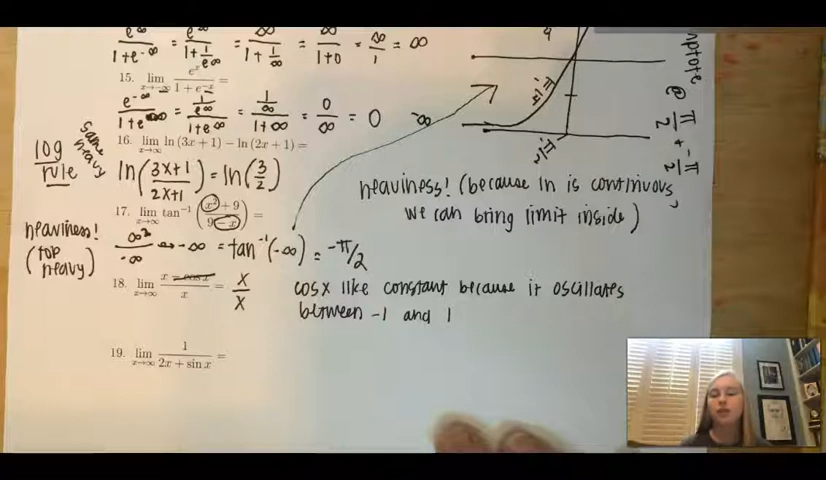 e^∞/1+e^-∞ = e^∞/1+1/e^∞ = ∞/1+1/∞ = ∞/1+0 = ∞/1 = ∞
15. lim x→-∞ e^x/1+e^-x =
e^-∞/1+e^∞ = 1/e^∞/1+e^∞ = 1/∞/1+∞ = 0/∞ = 0
-∞
-π/4
-π/2
@ π/2 + -π/2
16. lim x→∞ ln(3x+1) − ln(2x+1) =
log
rule
same
heavy
ln(3x+1/2x+1) = ln(3/2)
heaviness! (because ln is continuous,
we can bring limit inside)
17. lim x→∞ tan^-1(x²+9/9−x) =
heaviness!
(top
heavy)
∞²/-∞ → -∞ = tan^-1(-∞) = -π/2
18. lim x→∞ x−cos x/x = x/x
cosx like constant because it oscillates
between -1 and 1
19. lim x→∞ 1/2x+sin x =